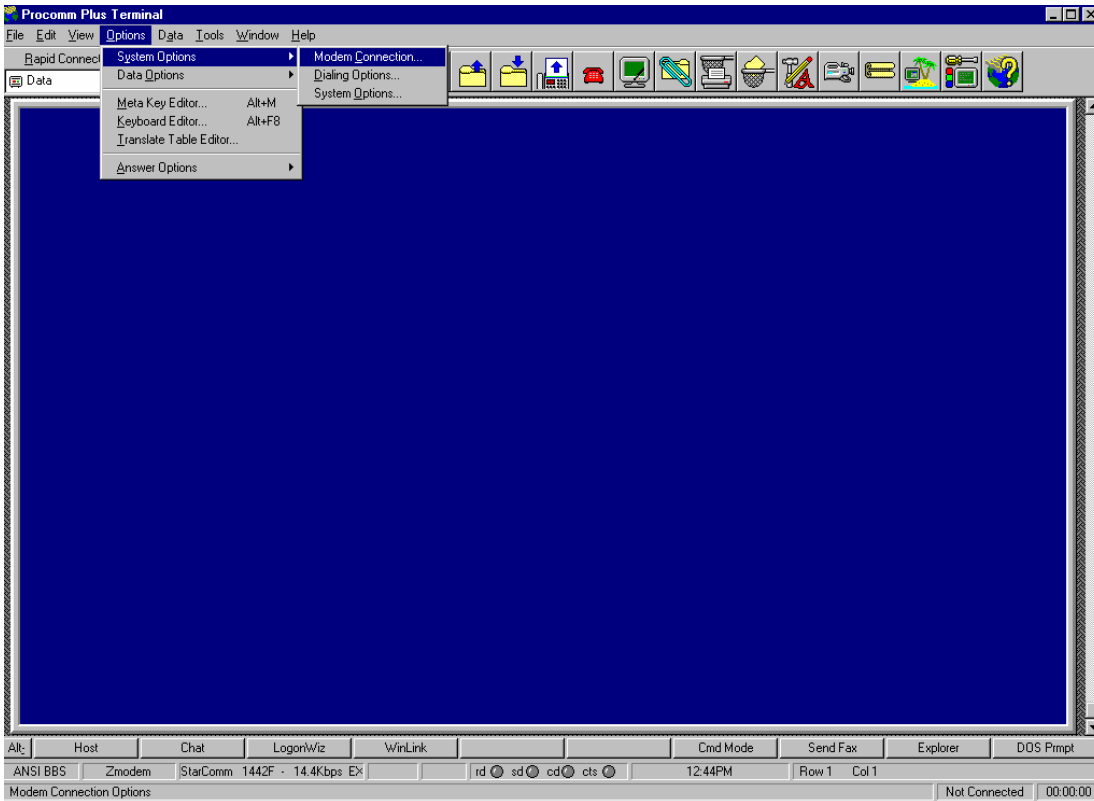 Procomm Plus Terminal
File Edit View Options Data Tools Window Help
Rapid Connect
Data
System Options
Data Options
Meta Key Editor... Alt+M
Keyboard Editor... Alt+F8
Translate Table Editor...
Answer Options
Modem Connection...
Dialing Options...
System Options...
Alt- Host Chat LogonWiz WinLink Cmd Mode Send Fax Explorer DOS Prmpt
ANSI BBS Zmodem StarComm 1442F - 14.4Kbps EX rd sd cd cts 12:44PM Row 1 Col 1
Modem Connection Options Not Connected 00:00:00